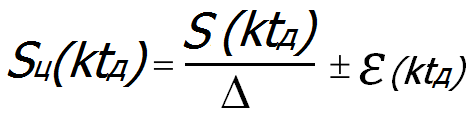 Sц(ktд) = S(ktд) / Δ ± ε(ktд)